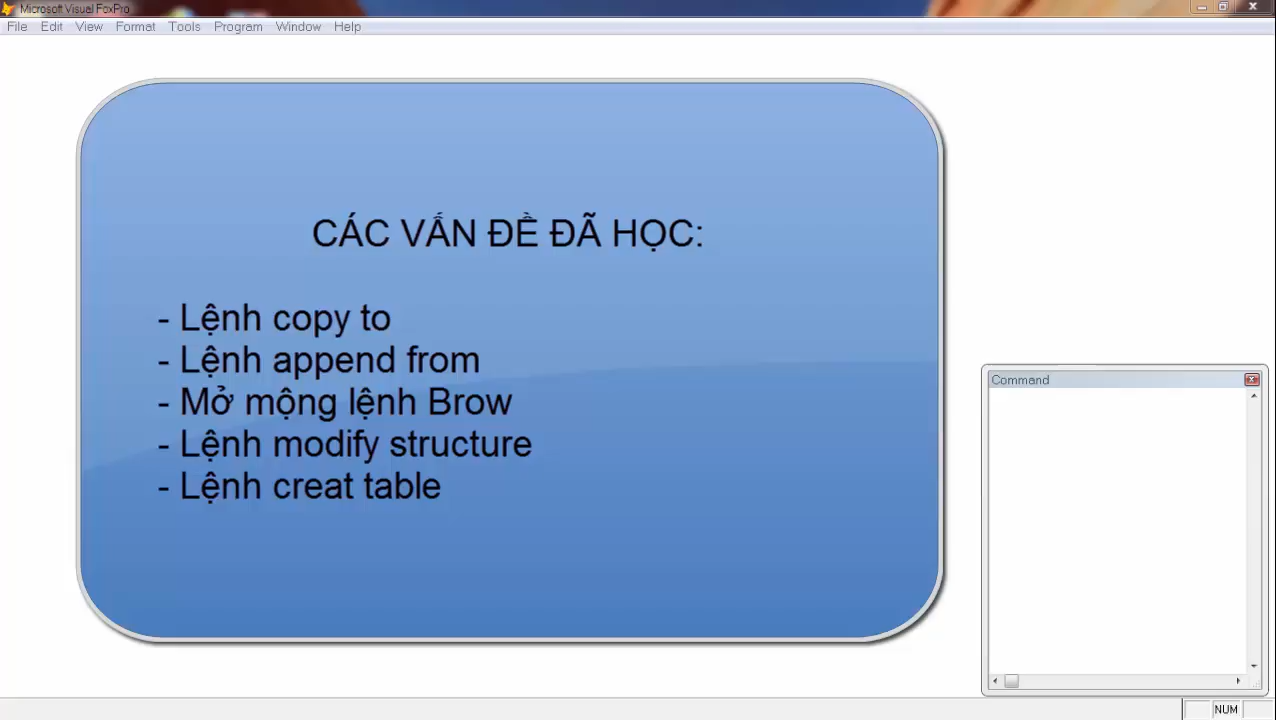 Microsoft Visual FoxPro
File Edit View Format Tools Program Window Help
CÁC VẤN ĐỀ ĐÃ HỌC:
- Lệnh copy to
- Lệnh append from
- Mở mộng lệnh Brow
- Lệnh modify structure
- Lệnh creat table
Command
NUM